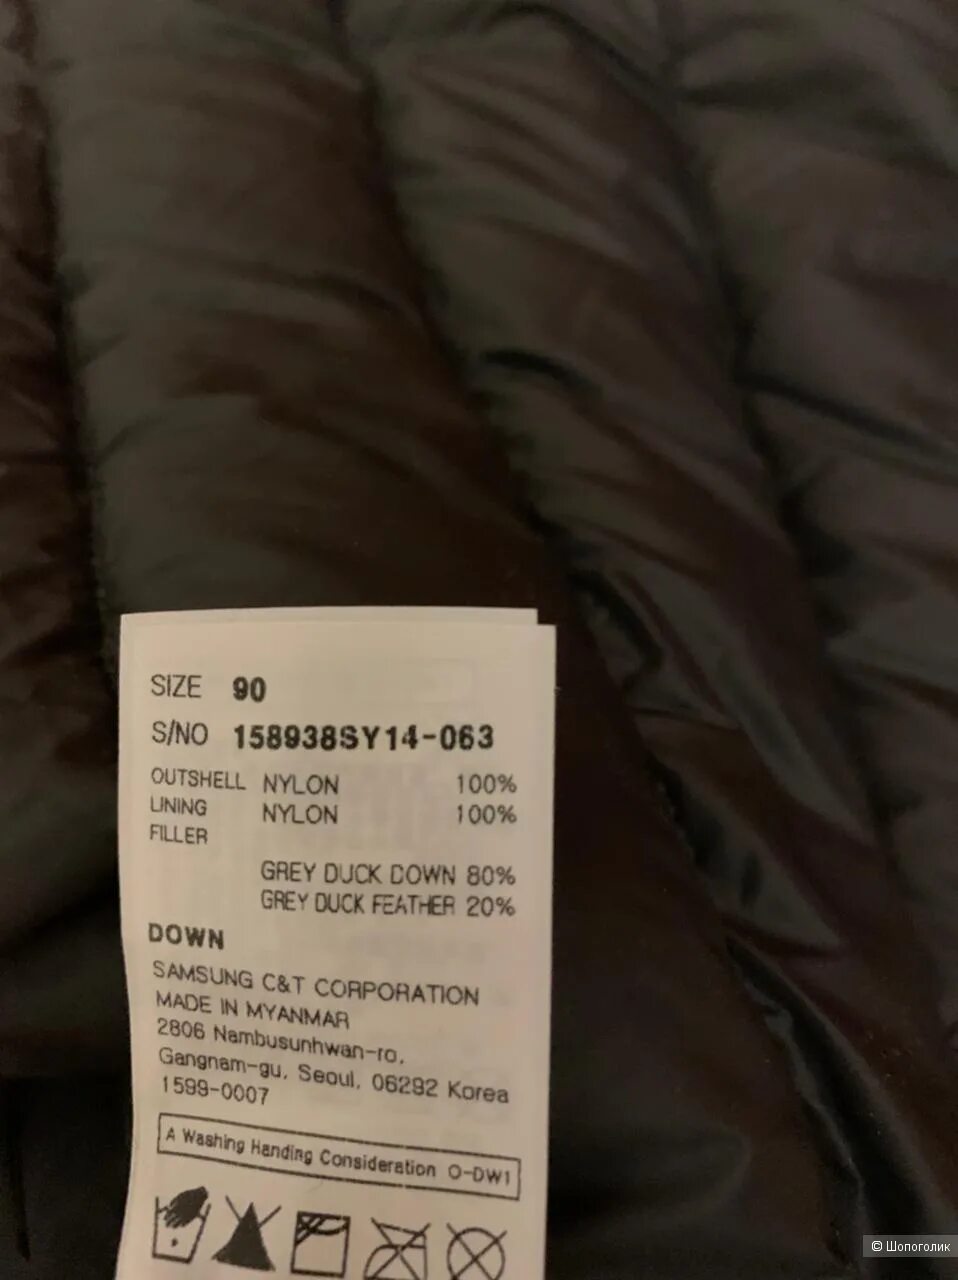 SIZE 90
S/NO 158938SY14-063
OUTSHELL NYLON 100%
LINING NYLON 100%
FILLER
GREY DUCK DOWN 80%
GREY DUCK FEATHER 20%
DOWN
SAMSUNG C&T CORPORATION
MADE IN MYANMAR
2806 Nambusunhwan-ro,
Gangnam-gu, Seoul, 06292 Korea
1599-0007
A Washing Handing Consideration O-DW1
© Шопоголик